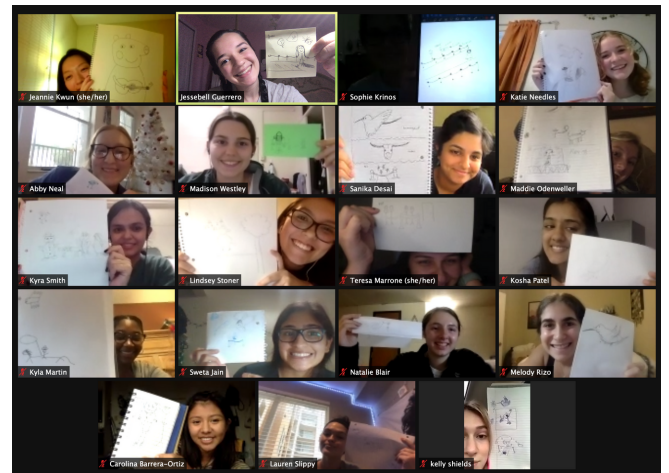 Jeannie Kwun (she/her)
Jessebell Guerrero
Sophie Krinos
Katie Needles
Abby Neal
Madison Westley
Sanika Desai
Maddie Odenweller
Kyra Smith
Lindsey Stoner
Teresa Marrone (she/her)
Kosha Patel
Kyla Martin
Sweta Jain
Natalie Blair
Melody Rizo
Carolina Barrera-Ortiz
Lauren Slippy
kelly shields